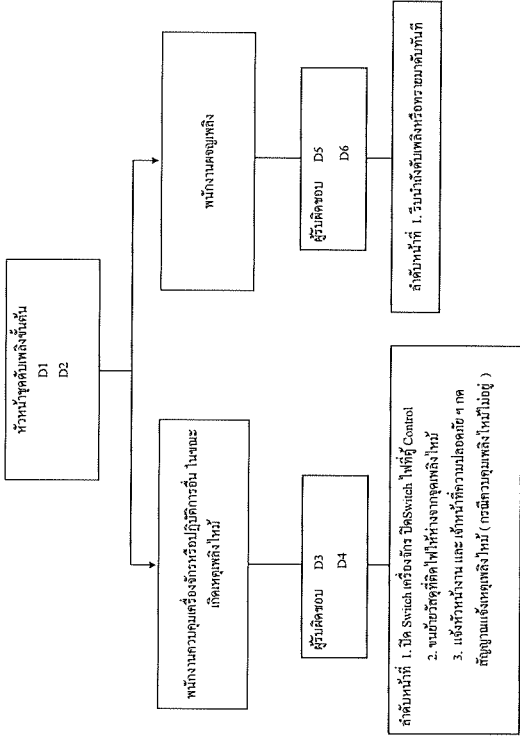 หัวหน้าชุดดับเพลิงขั้นต้น
D1
D2
พนักงานควบคุมเครื่องจักรหรือปฏิบัติการอื่น ในขณะ
เกิดเหตุเพลิงไหม้
ผู้รับผิดชอบ D3
D4
ลำดับหน้าที่ 1. ปิด Switch เครื่องจักร ปิดSwitch ไฟที่ตู้ Control
2. ขนย้ายวัสดุที่ติดไฟให้ห่างจากจุดเพลิงไหม้
3. แจ้งหัวหน้างาน และ เจ้าหน้าที่ความปลอดภัย ฯ กด
สัญญาณแจ้งเหตุเพลิงไหม้ ( กรณีควบคุมเพลิงไหม้ไม่อยู่ )
พนักงานผจญเพลิง
ผู้รับผิดชอบ D5
D6
ลำดับหน้าที่ 1. รีบนำถังดับเพลิงหรือทรายมาดับทันที